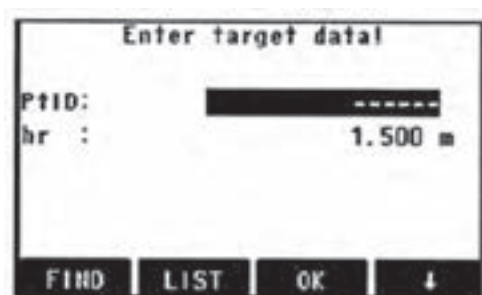 Enter target data!
PtID: ------
hr : 1.500 m
FIND LIST OK ↓